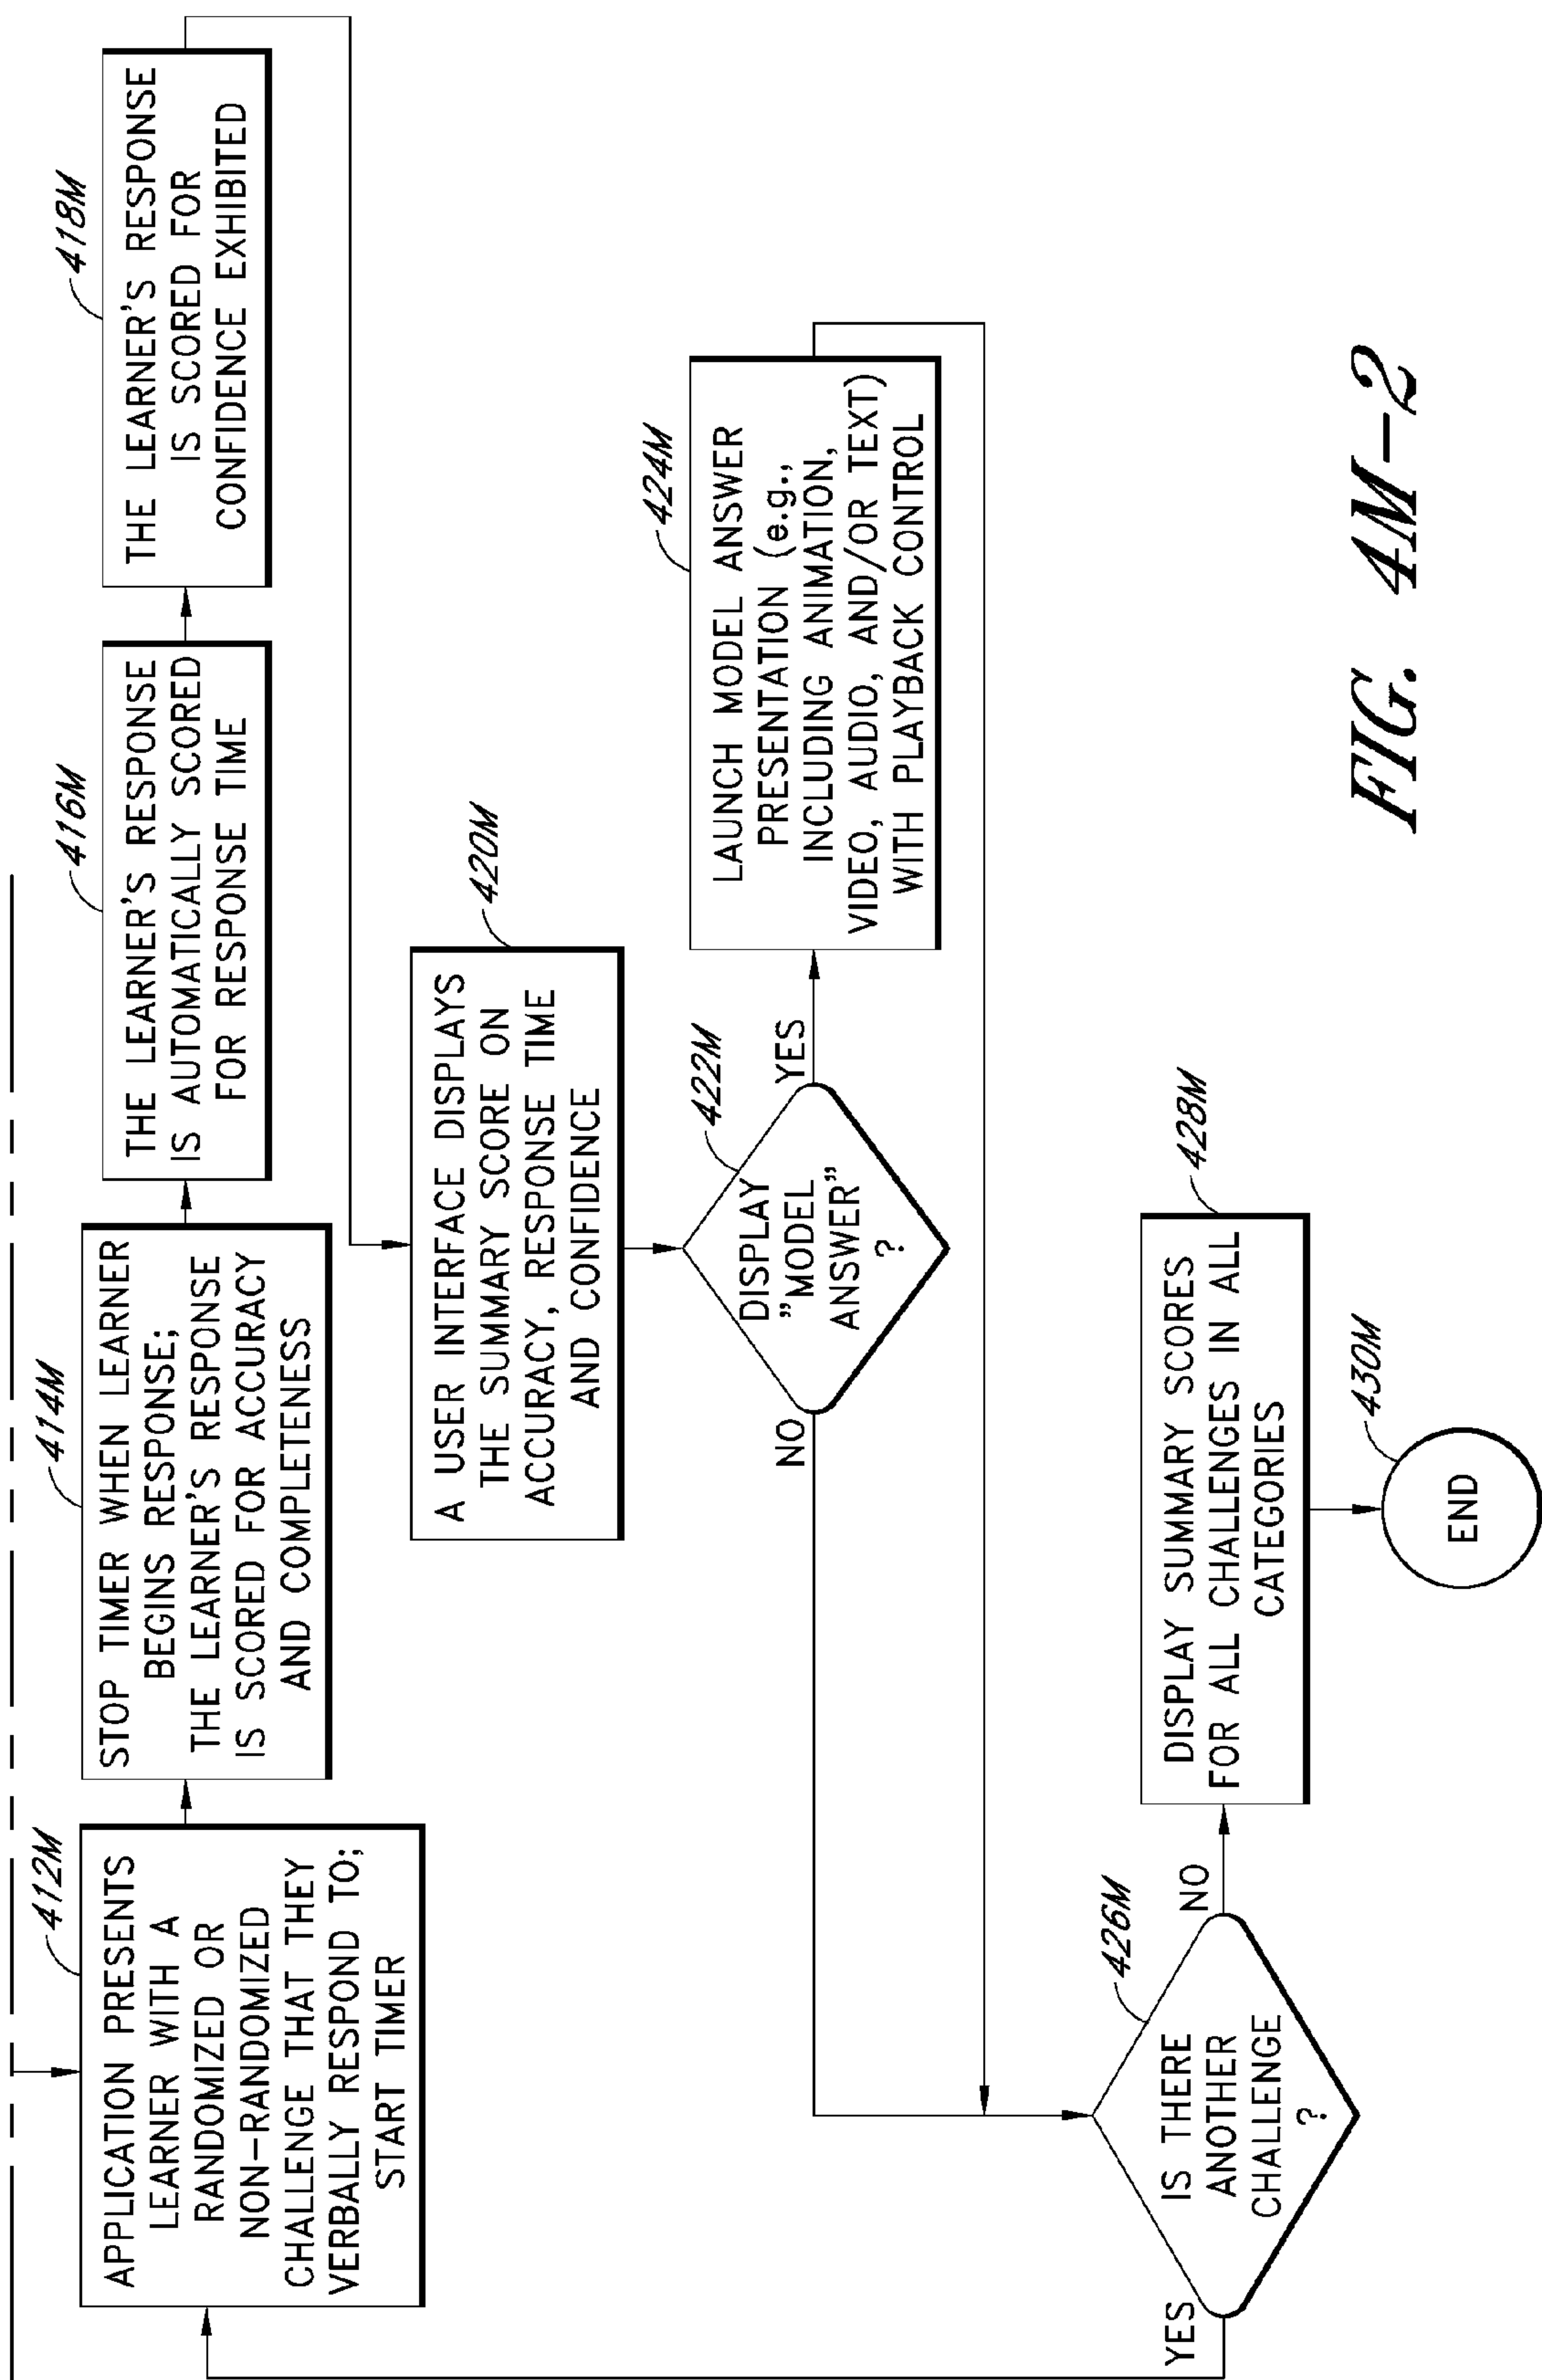 412M
APPLICATION PRESENTS
LEARNER WITH A
RANDOMIZED OR
NON-RANDOMIZED
CHALLENGE THAT THEY
VERBALLY RESPOND TO;
START TIMER
414M
STOP TIMER WHEN LEARNER
BEGINS RESPONSE;
THE LEARNER'S RESPONSE
IS SCORED FOR ACCURACY
AND COMPLETENESS
416M
THE LEARNER'S RESPONSE
IS AUTOMATICALLY SCORED
FOR RESPONSE TIME
418M
THE LEARNER'S RESPONSE
IS SCORED FOR
CONFIDENCE EXHIBITED
420M
A USER INTERFACE DISPLAYS
THE SUMMARY SCORE ON
ACCURACY, RESPONSE TIME
AND CONFIDENCE
422M
DISPLAY
”MODEL
ANSWER”
?
NO
YES
424M
LAUNCH MODEL ANSWER
PRESENTATION (e.g.,
INCLUDING ANIMATION,
VIDEO, AUDIO, AND/OR TEXT)
WITH PLAYBACK CONTROL
426M
IS THERE
ANOTHER
CHALLENGE
?
YES
NO
428M
DISPLAY SUMMARY SCORES
FOR ALL CHALLENGES IN ALL
CATEGORIES
430M
END
FIG. 4M-2